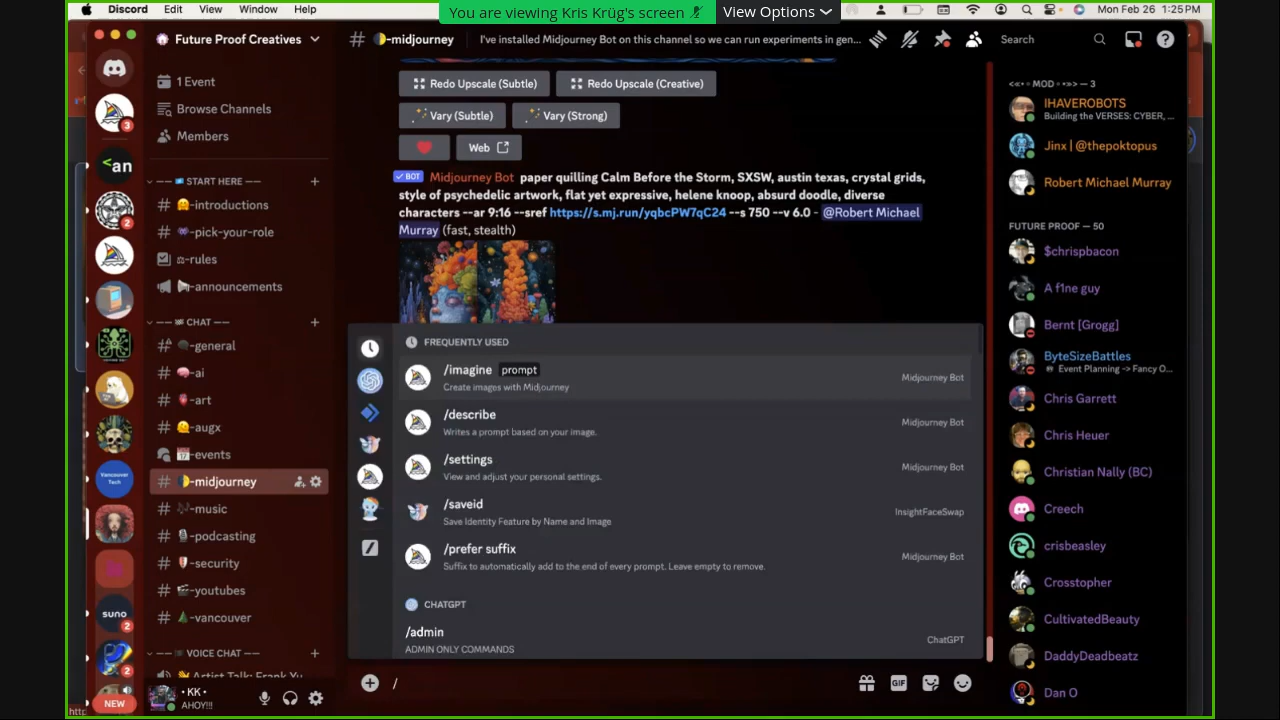 You are viewing Kris Krüg's screen
View Options
Discord Edit View Window Help
Mon Feb 26 1:25PM
Future Proof Creatives
# 🌓-midjourney
I've installed Midjourney Bot on this channel so we can run experiments in gen...
Search
1 Event
Browse Channels
Members
—— START HERE ——
-introductions
-pick-your-role
-rules
-announcements
—— CHAT ——
-general
-ai
-art
-augx
-events
-midjourney
-music
-podcasting
-security
-youtubes
-vancouver
—— VOICE CHAT ——
• KK •
AHOY!!!
3
<an
2
Vancouver
Tech
suno
2
2
NEW
Redo Upscale (Subtle)
Redo Upscale (Creative)
Vary (Subtle)
Vary (Strong)
Web
BOT Midjourney Bot paper quilling Calm Before the Storm, SXSW, austin texas, crystal grids,
style of psychedelic artwork, flat yet expressive, helene knoop, absurd doodle, diverse
characters --ar 9:16 --sref https://s.mj.run/yqbcPW7qC24 --s 750 --v 6.0 - @Robert Michael
Murray (fast, stealth)
FREQUENTLY USED
/imagine prompt
Create images with Midjourney
Midjourney Bot
/describe
Writes a prompt based on your image.
Midjourney Bot
/settings
View and adjust your personal settings.
Midjourney Bot
/saveid
Save Identity Feature by Name and Image
InsightFaceSwap
/prefer suffix
Suffix to automatically add to the end of every prompt. Leave empty to remove.
Midjourney Bot
CHATGPT
/admin
ADMIN ONLY COMMANDS
ChatGPT
/
GIF
<<•◦ MOD ◦•>> — 3
IHAVEROBOTS
Building the VERSES: CYBER, ...
Jinx | @thepoktopus
Robert Michael Murray
FUTURE PROOF — 50
$chrispbacon
A f1ne guy
Bernt [Grogg]
ByteSizeBattles
Event Planning -> Fancy O...
Chris Garrett
Chris Heuer
Christian Nally (BC)
Creech
crisbeasley
Crosstopher
CultivatedBeauty
DaddyDeadbeatz
Dan O